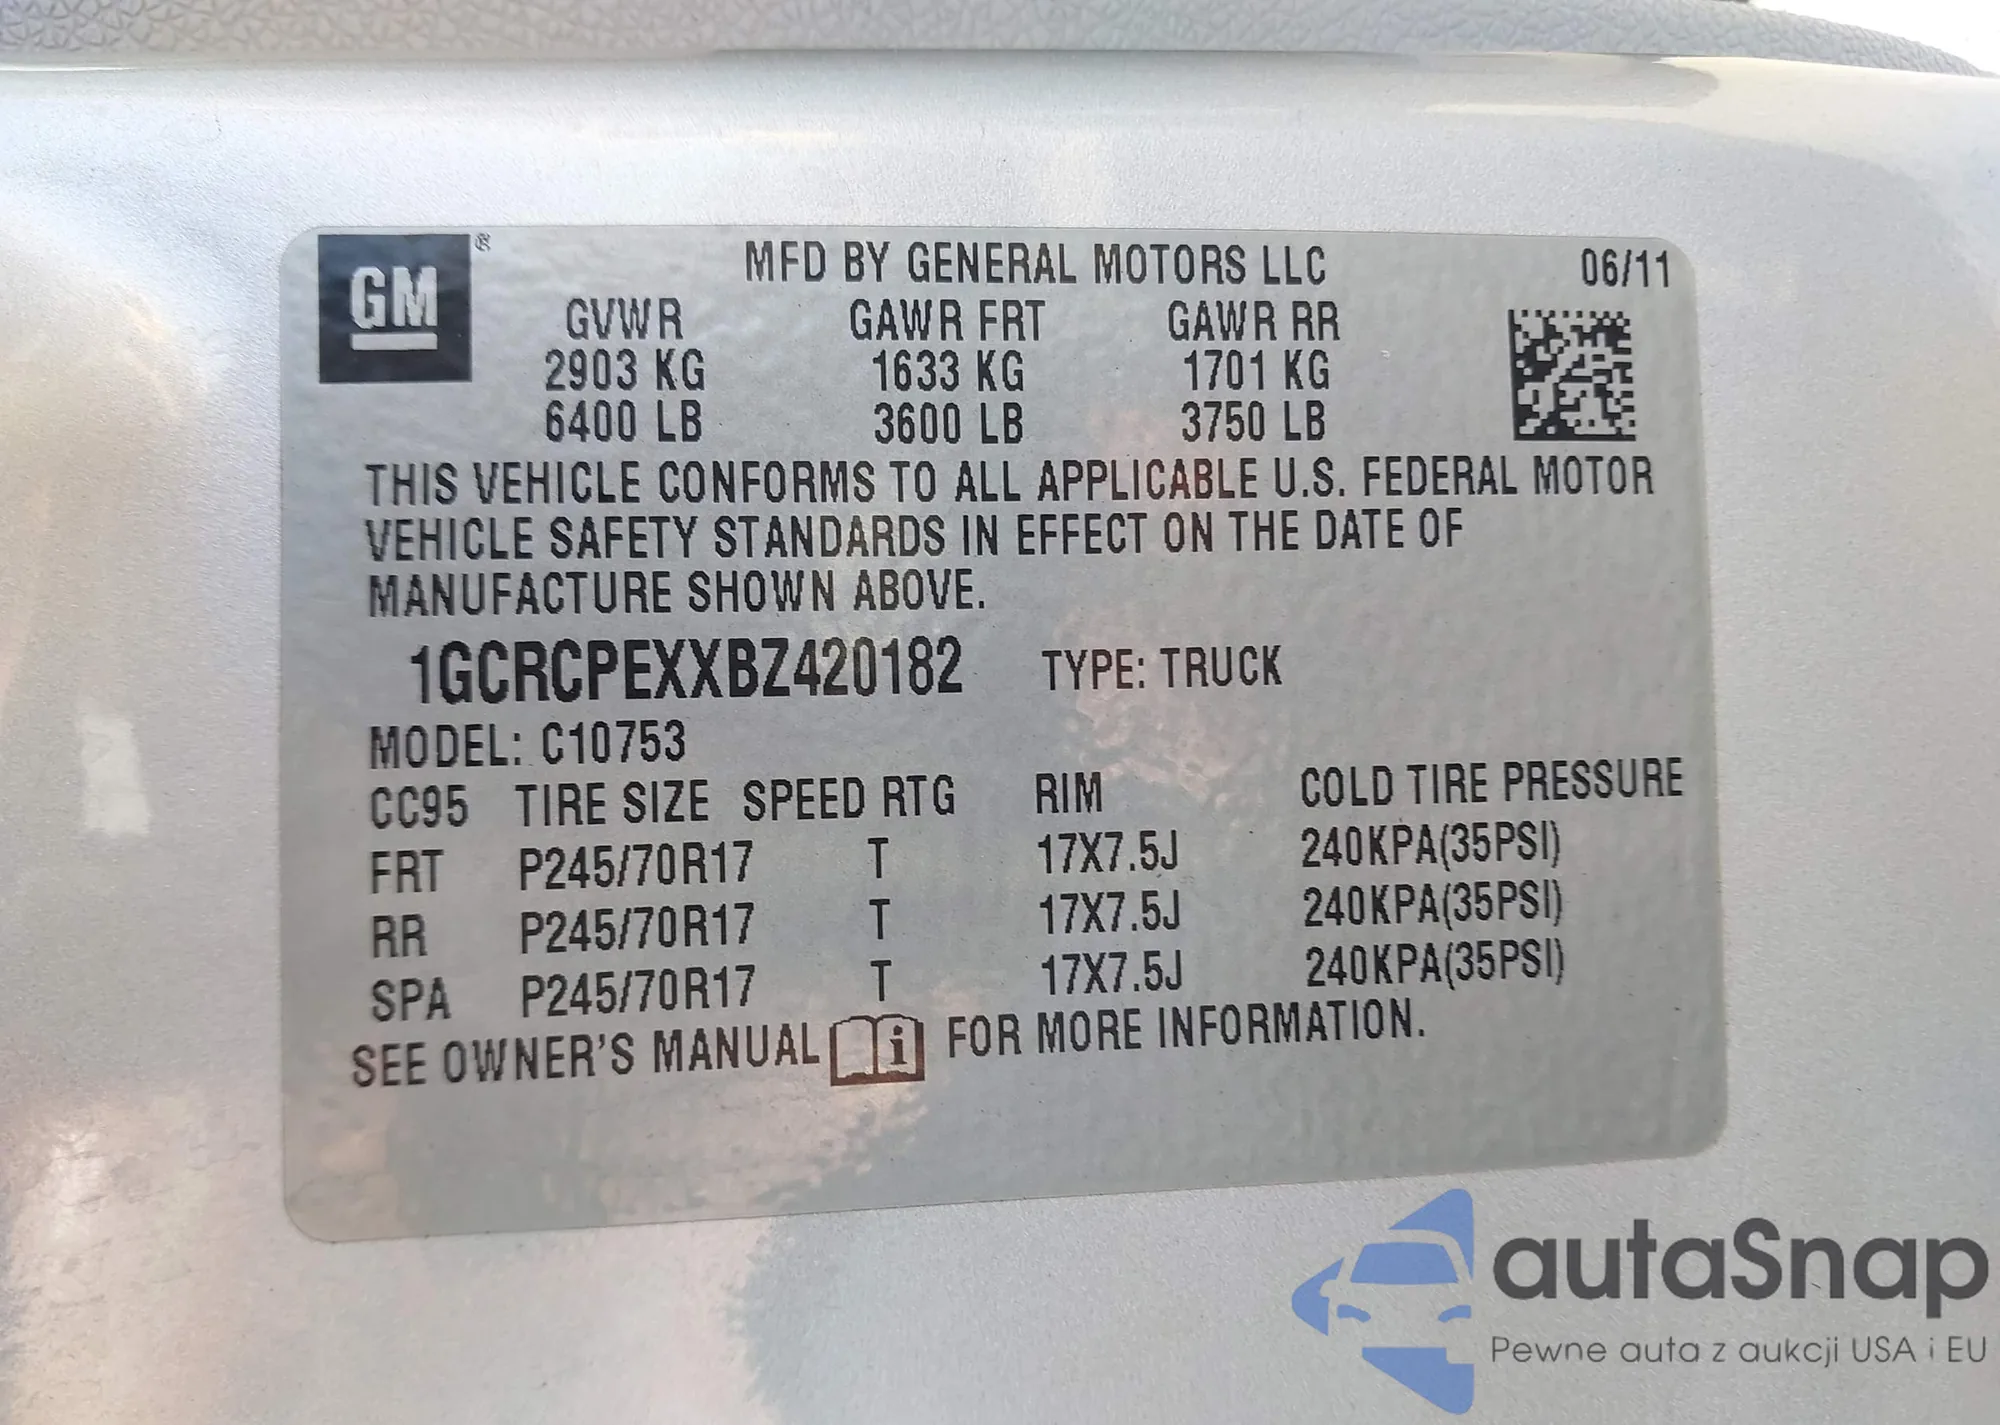 GM ®
MFD BY GENERAL MOTORS LLC 06/11
GVWR GAWR FRT GAWR RR
2903 KG 1633 KG 1701 KG
6400 LB 3600 LB 3750 LB
THIS VEHICLE CONFORMS TO ALL APPLICABLE U.S. FEDERAL MOTOR
VEHICLE SAFETY STANDARDS IN EFFECT ON THE DATE OF
MANUFACTURE SHOWN ABOVE.
1GCRCPEXXBZ420182 TYPE: TRUCK
MODEL: C10753
CC95 TIRE SIZE SPEED RTG RIM COLD TIRE PRESSURE
FRT P245/70R17 T 17X7.5J 240KPA(35PSI)
RR P245/70R17 T 17X7.5J 240KPA(35PSI)
SPA P245/70R17 T 17X7.5J 240KPA(35PSI)
SEE OWNER'S MANUAL i FOR MORE INFORMATION.
autaSnap
Pewne auta z aukcji USA i EU